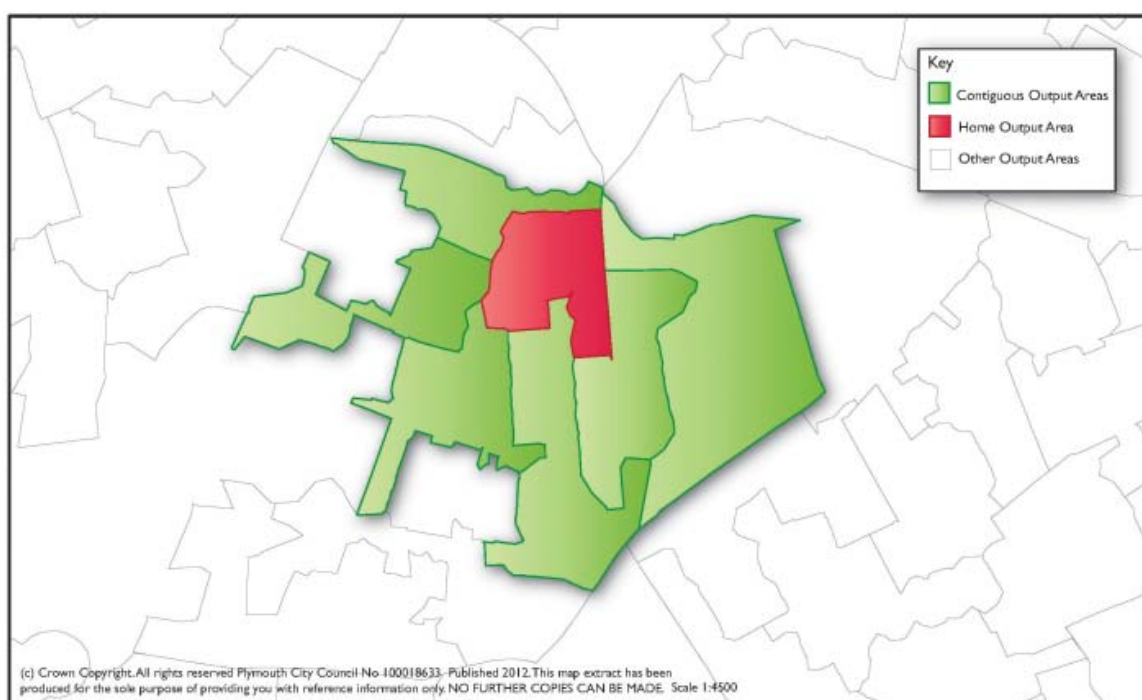 Key
Contiguous Output Areas
Home Output Area
Other Output Areas
(c) Crown Copyright. All rights reserved Plymouth City Council No 100018633. Published 2012. This map extract has been
produced for the sole purpose of providing you with reference information only. NO FURTHER COPIES CAN BE MADE. Scale 1:4500